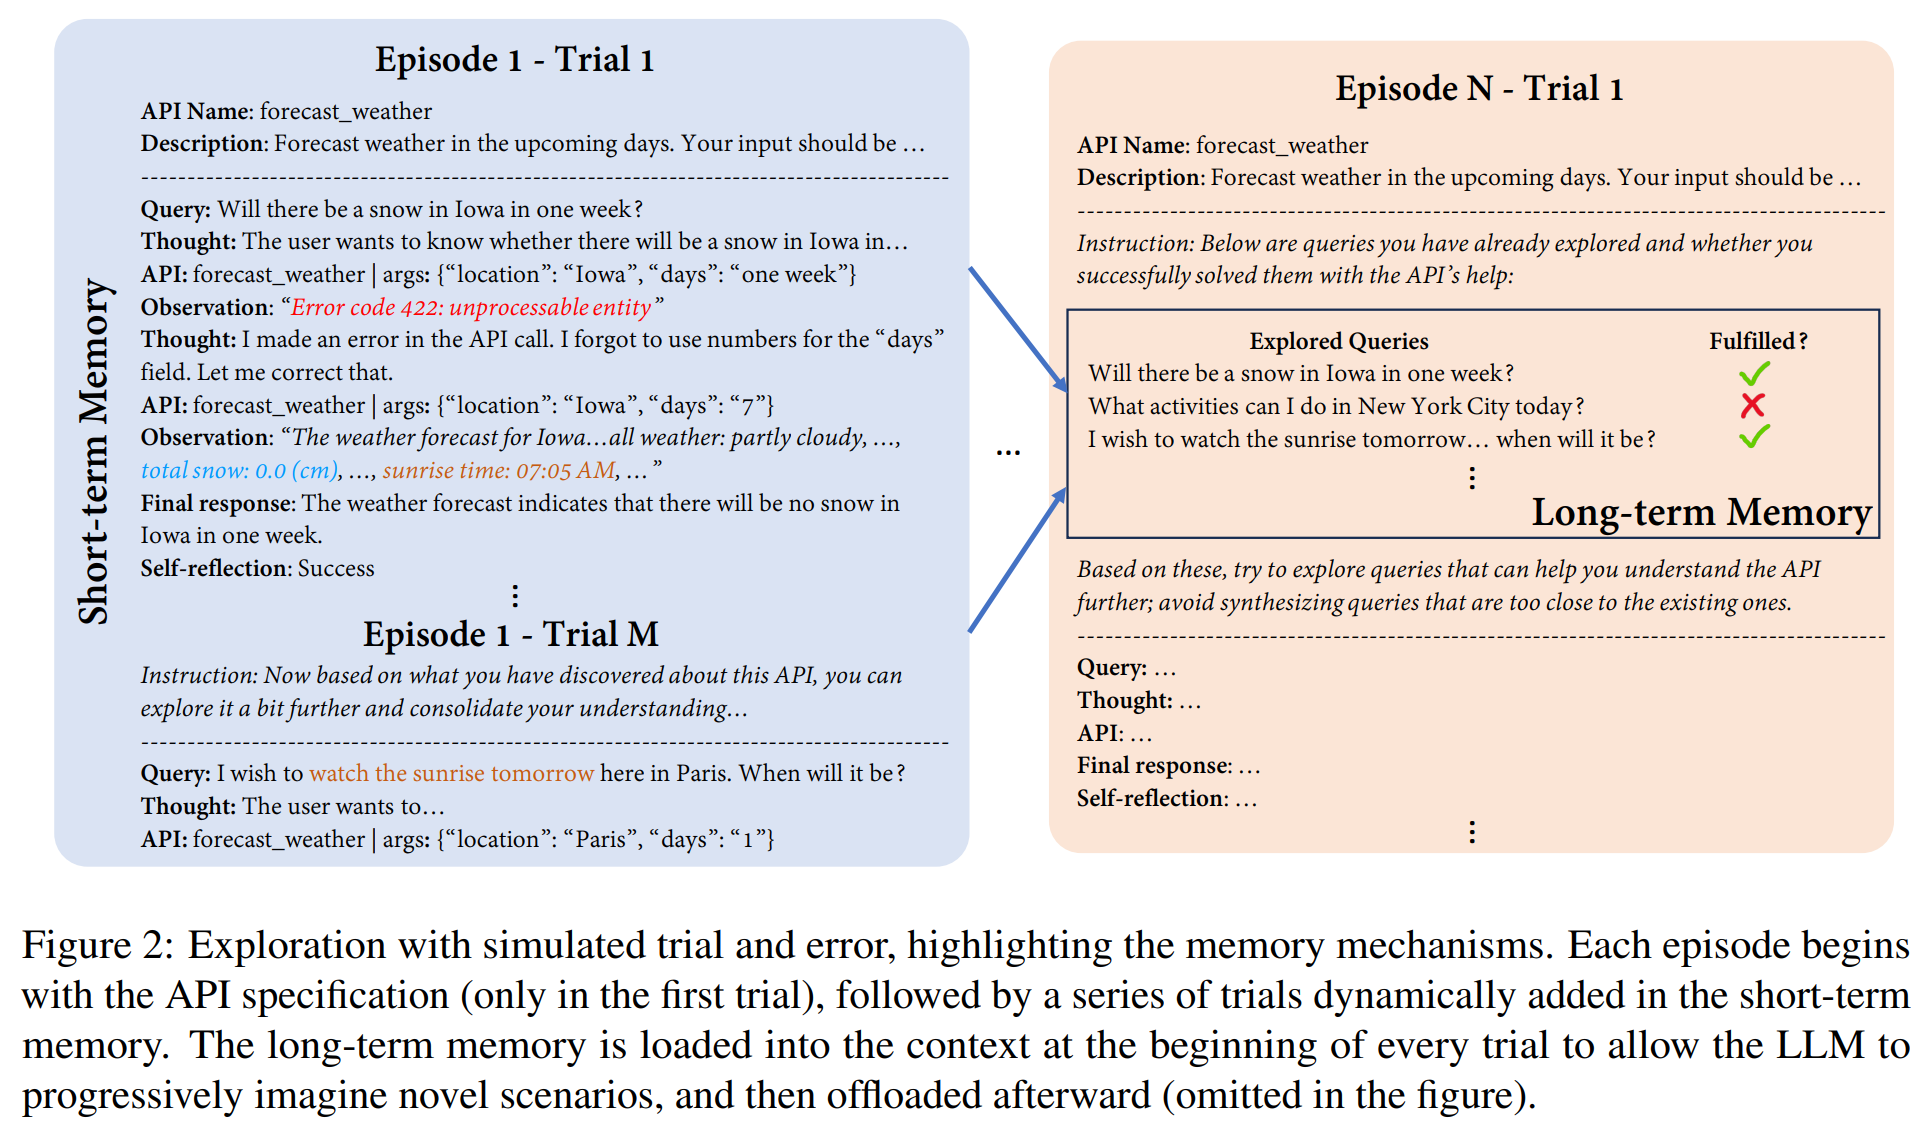 Episode 1 - Trial 1
API Name: forecast_weather
Description: Forecast weather in the upcoming days. Your input should be …
Query: Will there be a snow in Iowa in one week?
Thought: The user wants to know whether there will be a snow in Iowa in…
API: forecast_weather | args: {“location”: “Iowa”, “days”: “one week”}
Observation: “Error code 422: unprocessable entity”
Thought: I made an error in the API call. I forgot to use numbers for the “days”
field. Let me correct that.
API: forecast_weather | args: {“location”: “Iowa”, “days”: “7”}
Observation: “The weather forecast for Iowa…all weather: partly cloudy, …,
total snow: 0.0 (cm), …, sunrise time: 07:05 AM, …”
Final response: The weather forecast indicates that there will be no snow in
Iowa in one week.
Self-reflection: Success
⋮
Episode 1 - Trial M
Instruction: Now based on what you have discovered about this API, you can
explore it a bit further and consolidate your understanding…
Query: I wish to watch the sunrise tomorrow here in Paris. When will it be?
Thought: The user wants to…
API: forecast_weather | args: {“location”: “Paris”, “days”: “1”}
Short-term Memory
...
Episode N - Trial 1
API Name: forecast_weather
Description: Forecast weather in the upcoming days. Your input should be …
Instruction: Below are queries you have already explored and whether you
successfully solved them with the API’s help:
Explored Queries Fulfilled?
Will there be a snow in Iowa in one week? ✓
What activities can I do in New York City today? ✗
I wish to watch the sunrise tomorrow… when will it be? ✓
⋮
Long-term Memory
Based on these, try to explore queries that can help you understand the API
further; avoid synthesizing queries that are too close to the existing ones.
Query: …
Thought: …
API: …
Final response: …
Self-reflection: …
⋮
Figure 2: Exploration with simulated trial and error, highlighting the memory mechanisms. Each episode begins
with the API specification (only in the first trial), followed by a series of trials dynamically added in the short-term
memory. The long-term memory is loaded into the context at the beginning of every trial to allow the LLM to
progressively imagine novel scenarios, and then offloaded afterward (omitted in the figure).